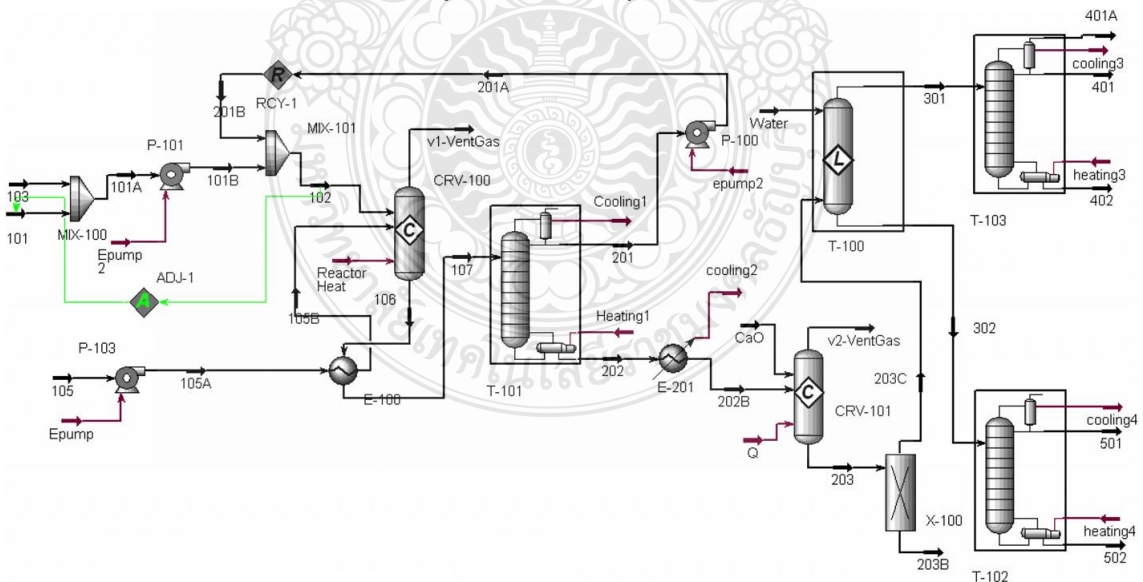 401A
cooling3
401
301
heating3
402
T-103
201A
R
RCY-1
201B
MIX-101
v1-VentGas
P-100
epump2
Water
L
T-100
P-101
101A
101B
102
CRV-100
C
103
101
MIX-100
Epump
2
ADJ-1
A
Reactor
Heat
106
105B
107
Cooling1
201
Heating1
202
T-101
cooling2
CaO
v2-VentGas
203C
302
P-103
105
105A
Epump
E-100
E-201
202B
C
CRV-101
Q
203
X-100
203B
cooling4
501
heating4
502
T-102